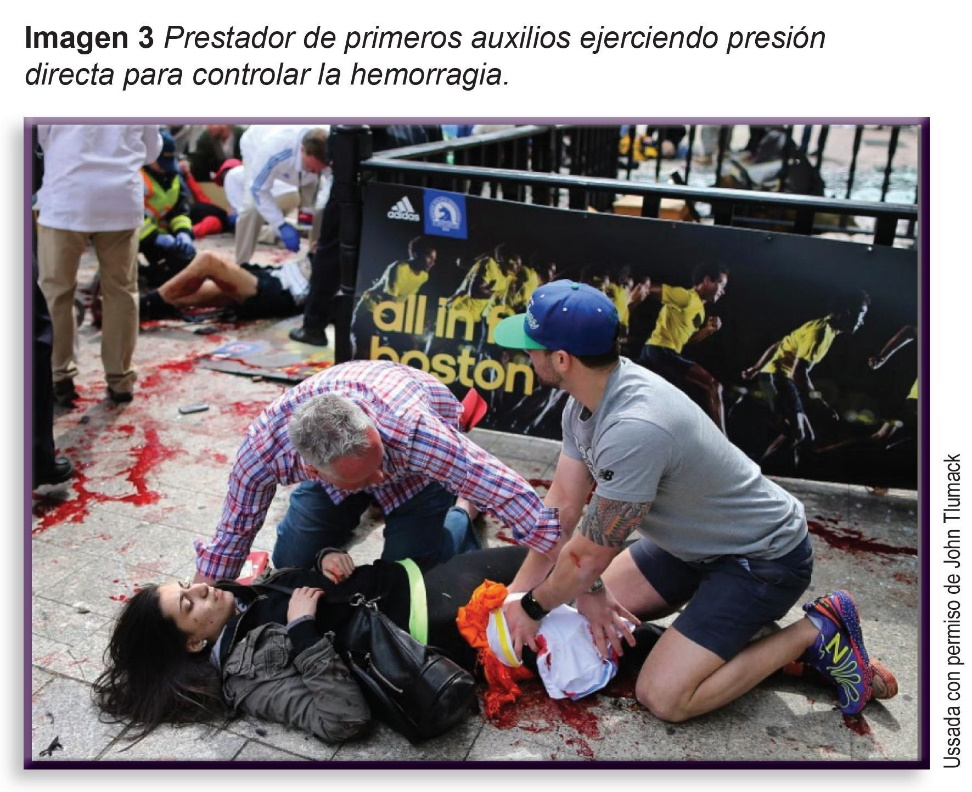 Imagen 3 Prestador de primeros auxilios ejerciendo presión
directa para controlar la hemorragia.
adidas
all in
boston
N
Ussada con permiso de John Tlumack